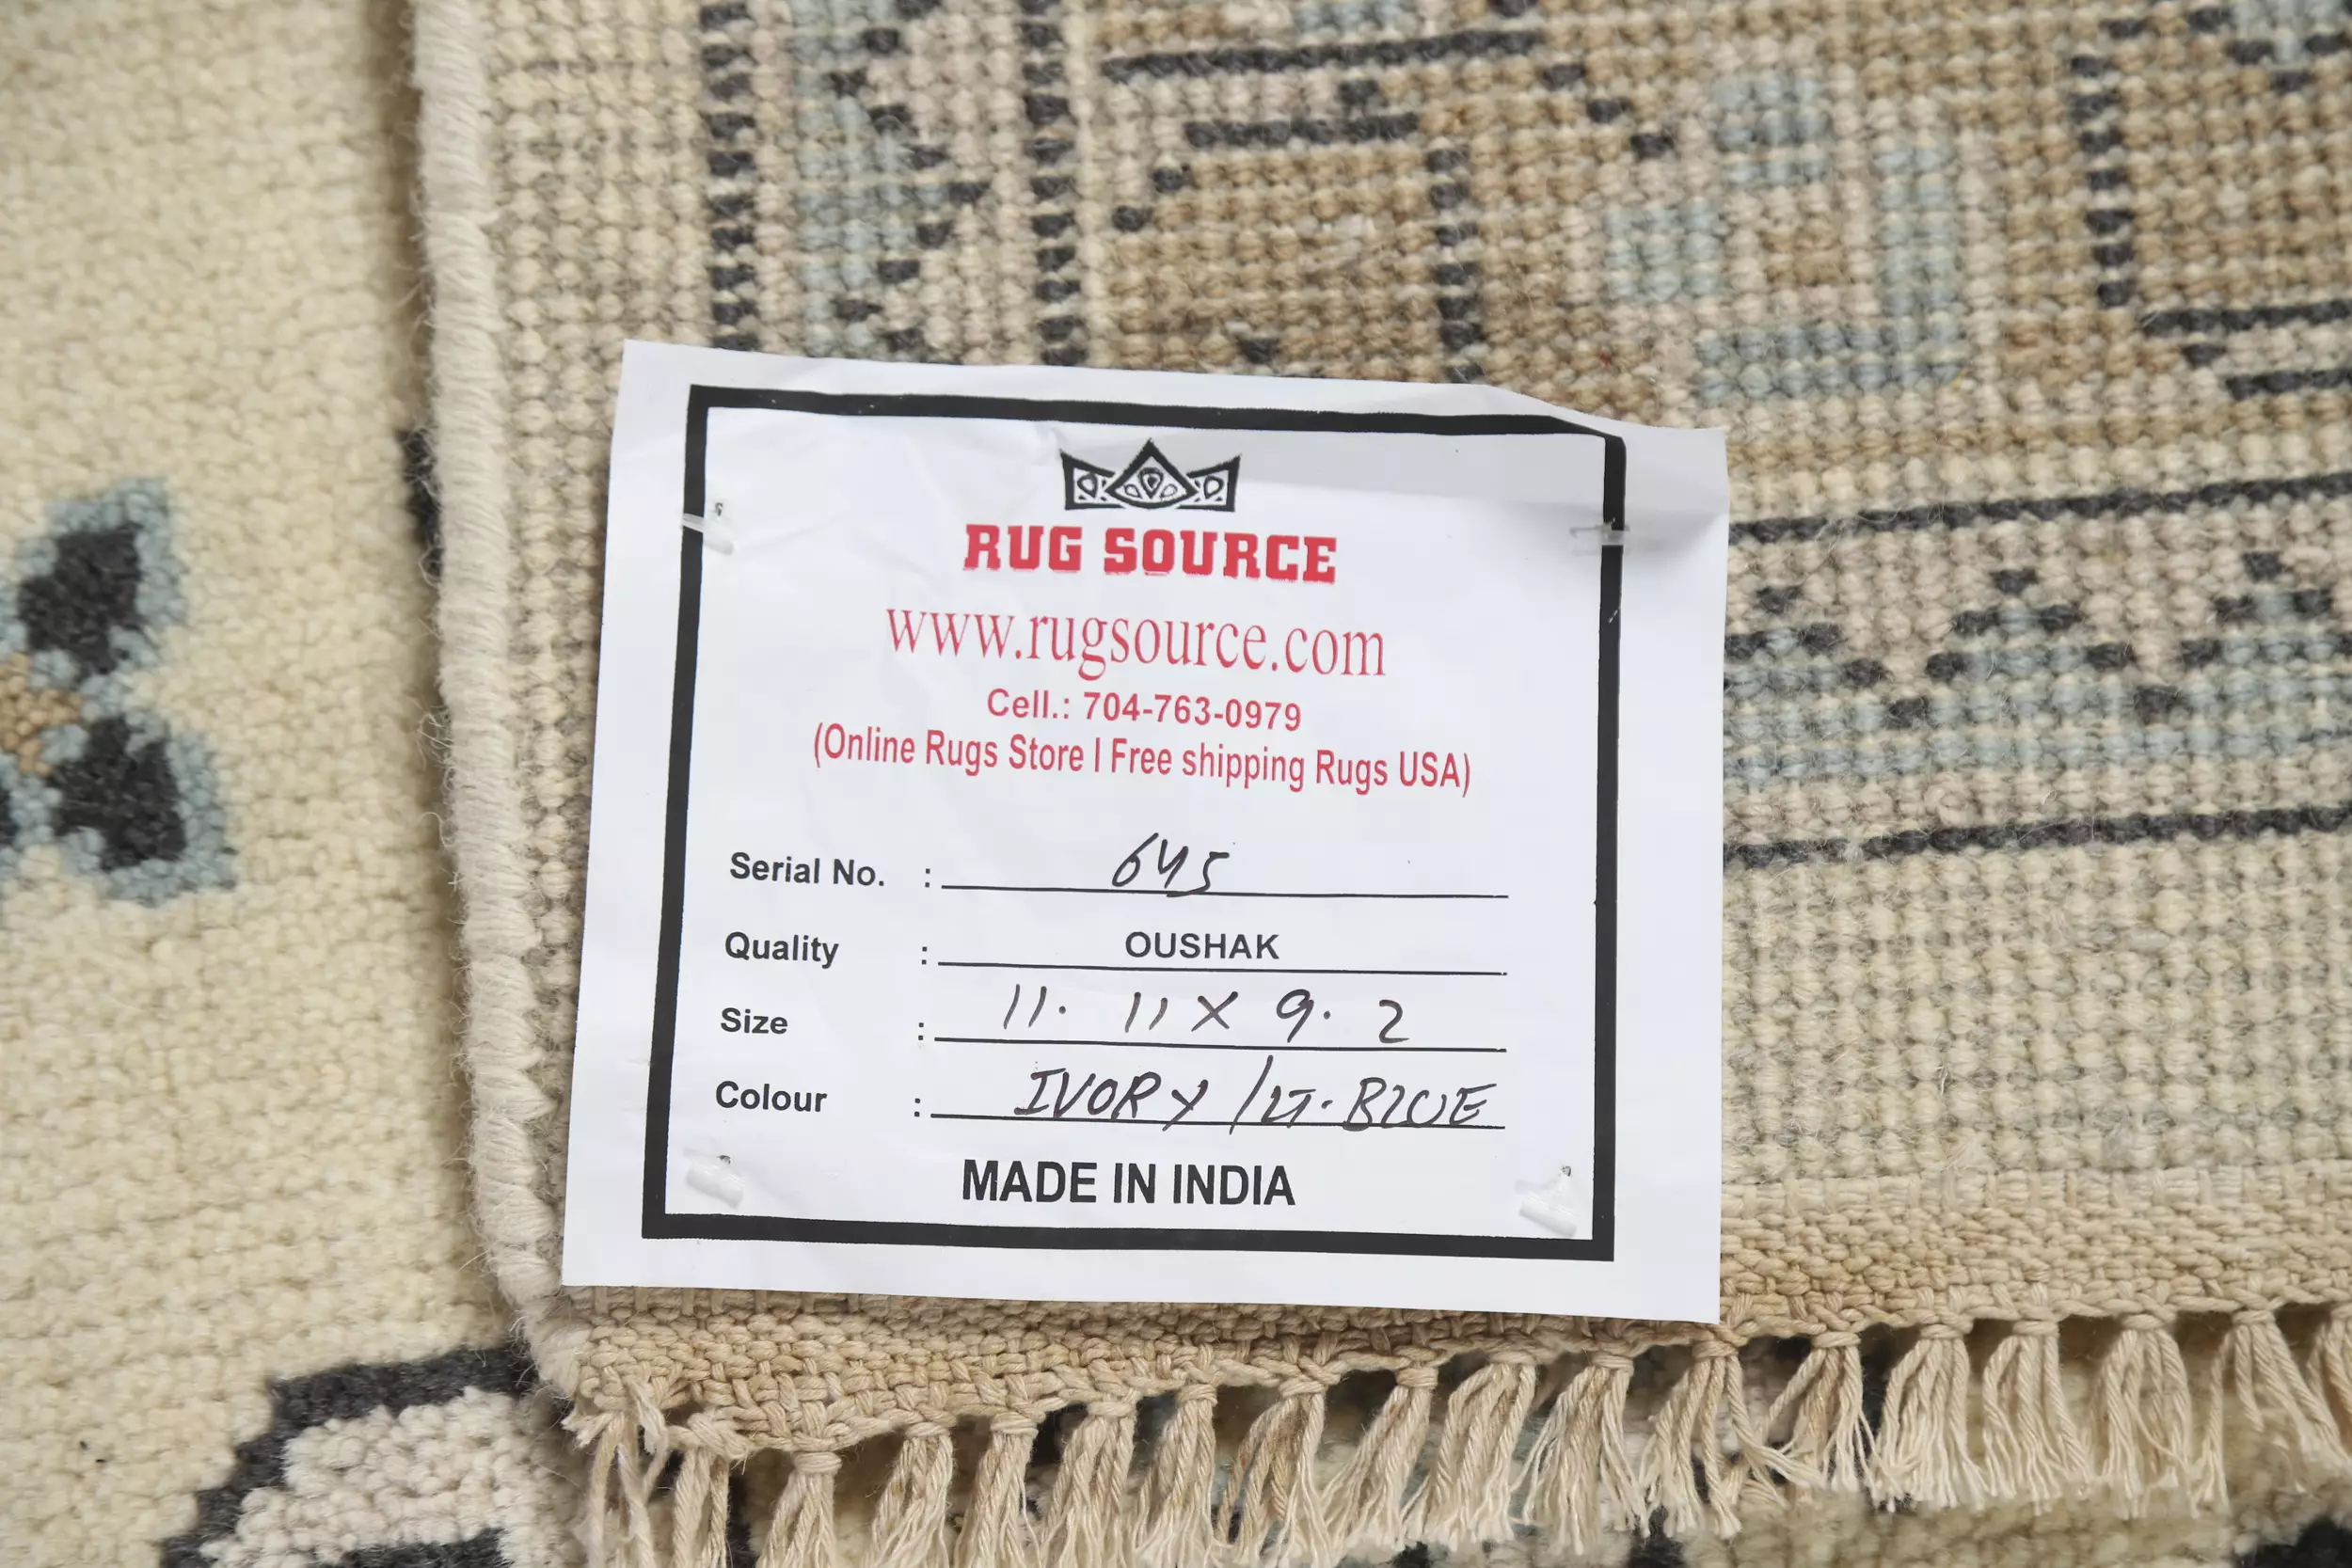 RUG SOURCE
www.rugsource.com
Cell.: 704-763-0979
(Online Rugs Store | Free shipping Rugs USA)
Serial No. : 645
Quality : OUSHAK
Size : 11. 11 X 9. 2
Colour : IVORY / LT. BLUE
MADE IN INDIA